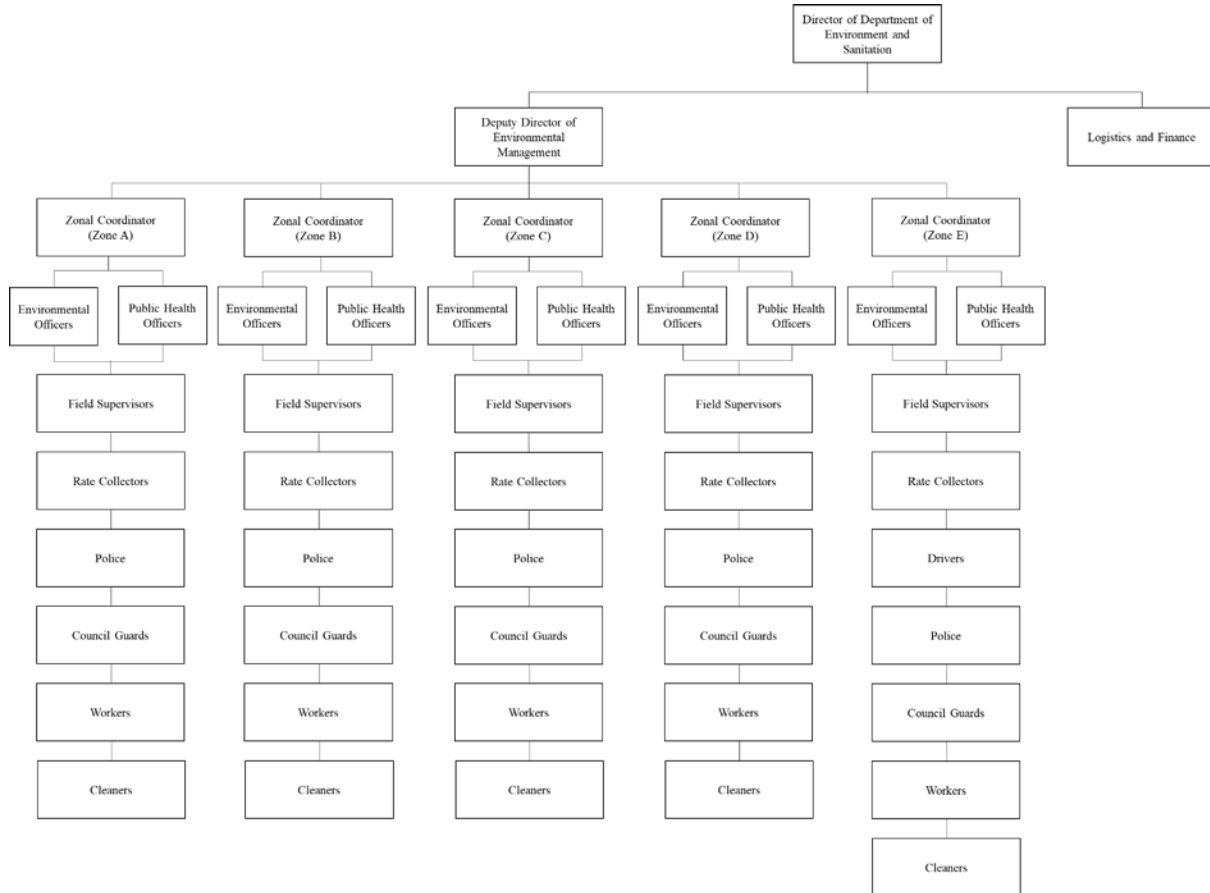 Director of Department of
Environment and
Sanitation
Deputy Director of
Environmental
Management
Logistics and Finance
Zonal Coordinator
(Zone A)
Zonal Coordinator
(Zone B)
Zonal Coordinator
(Zone C)
Zonal Coordinator
(Zone D)
Zonal Coordinator
(Zone E)
Environmental
Officers
Public Health
Officers
Environmental
Officers
Public Health
Officers
Environmental
Officers
Public Health
Officers
Environmental
Officers
Public Health
Officers
Environmental
Officers
Public Health
Officers
Field Supervisors
Field Supervisors
Field Supervisors
Field Supervisors
Field Supervisors
Rate Collectors
Rate Collectors
Rate Collectors
Rate Collectors
Rate Collectors
Police
Police
Police
Police
Drivers
Council Guards
Council Guards
Council Guards
Council Guards
Police
Workers
Workers
Workers
Workers
Council Guards
Cleaners
Cleaners
Cleaners
Cleaners
Workers
Cleaners